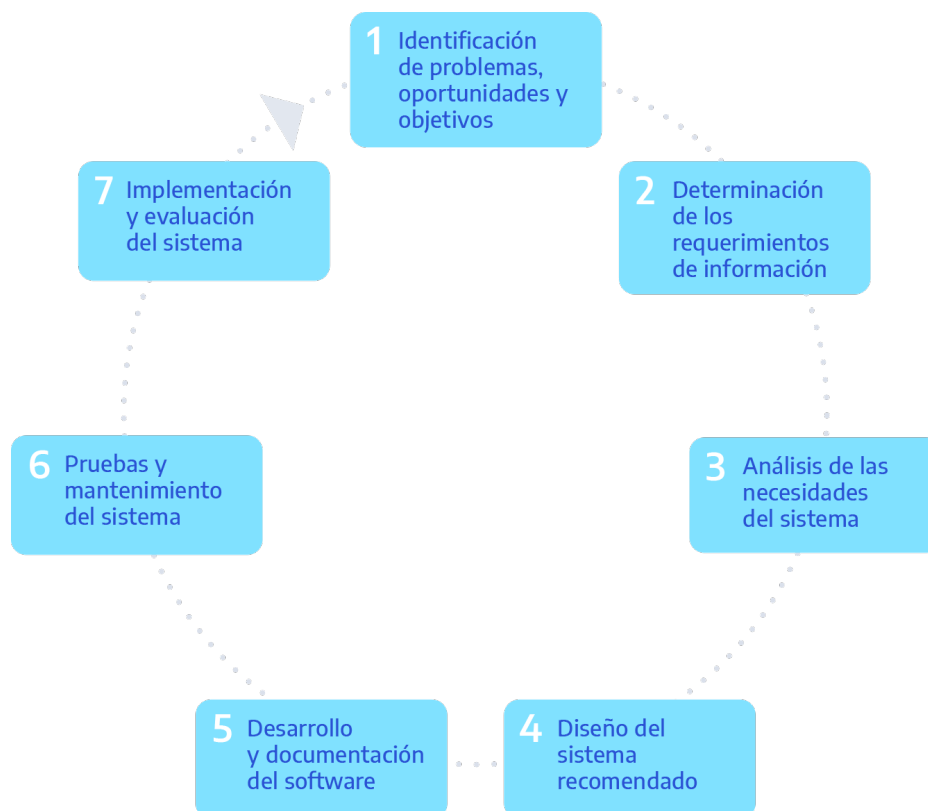 1 Identificación
de problemas,
oportunidades y
objetivos
2 Determinación
de los
requerimientos
de información
3 Análisis de las
necesidades
del sistema
4 Diseño del
sistema
recomendado
5 Desarrollo
y documentación
del software
6 Pruebas y
mantenimiento
del sistema
7 Implementación
y evaluación
del sistema